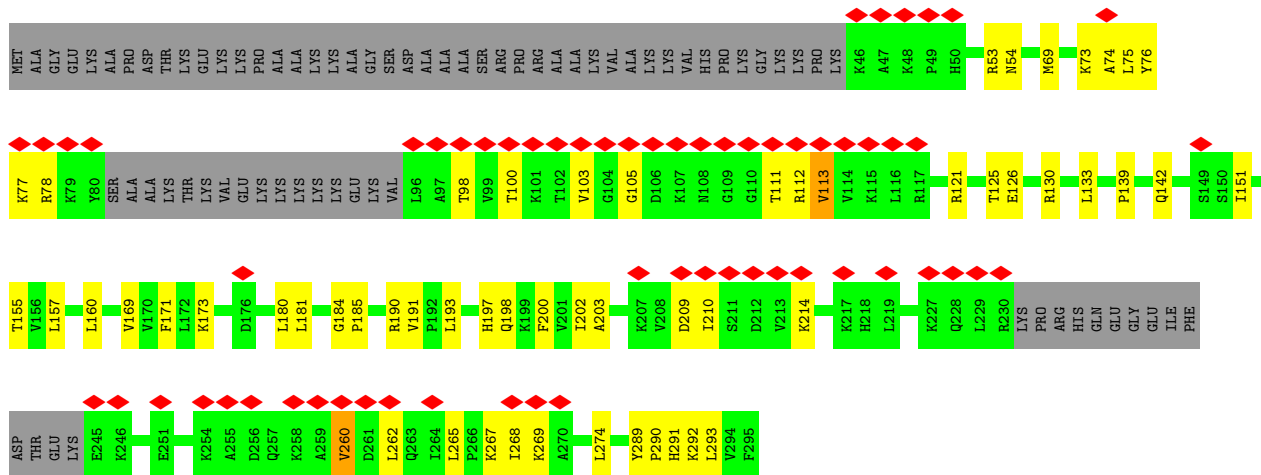 MET ALA GLY GLU LYS ALA PRO ASP THR LYS GLU LYS LYS PRO ALA ALA LYS LYS ALA GLY SER ASP ALA ALA ALA SER ARG PRO ARG ALA ALA LYS VAL ALA LYS LYS VAL HIS PRO LYS GLY LYS LYS PRO LYS K46 A47 K48 P49 H50 R53 N54 M69 K73 A74 L75 Y76
K77 R78 K79 Y80 SER ALA ALA LYS THR LYS VAL GLU LYS LYS LYS LYS LYS GLU LYS VAL L96 A97 T98 V99 T100 K101 T102 V103 G104 G105 D106 K107 N108 G109 G110 T111 R112 V113 V114 K115 L116 R117 R121 T125 E126 R130 L133 P139 Q142 S149 S150 I151
T155 V156 L157 L160 V169 V170 F171 L172 K173 D176 L180 L181 G184 P185 R190 V191 P192 L193 H197 Q198 K199 F200 V201 I202 A203 K207 V208 D209 I210 S211 D212 V213 K214 K217 H218 L219 K227 Q228 L229 R230 LYS PRO ARG HIS GLN GLU GLY GLU ILE PHE
ASP THR GLU LYS E245 K246 E251 K254 A255 D256 Q257 K258 A259 V260 D261 L262 Q263 I264 L265 P266 K267 I268 K269 A270 L274 Y289 P290 H291 K292 L293 V294 F295